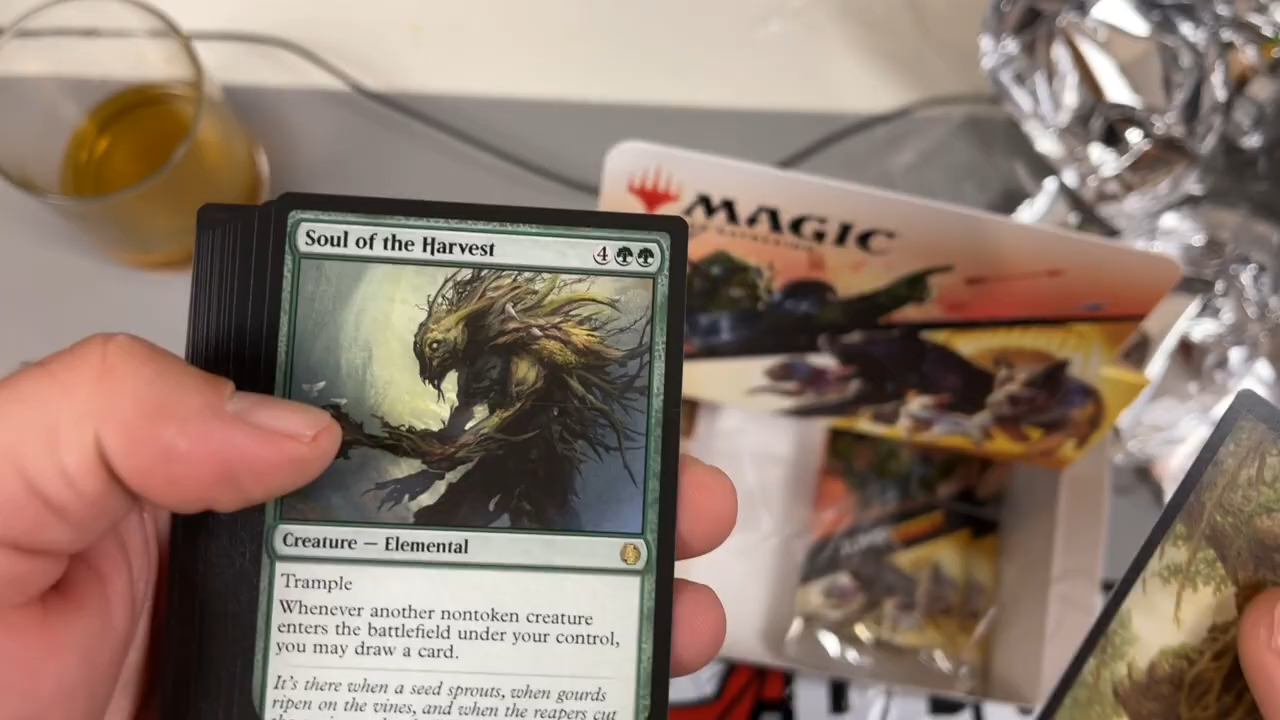 Soul of the Harvest
4
MAGIC
Creature — Elemental
Trample
Whenever another nontoken creature
enters the battlefield under your control,
you may draw a card.
It's there when a seed sprouts, when gourds
ripen on the vines, and when the reapers cut